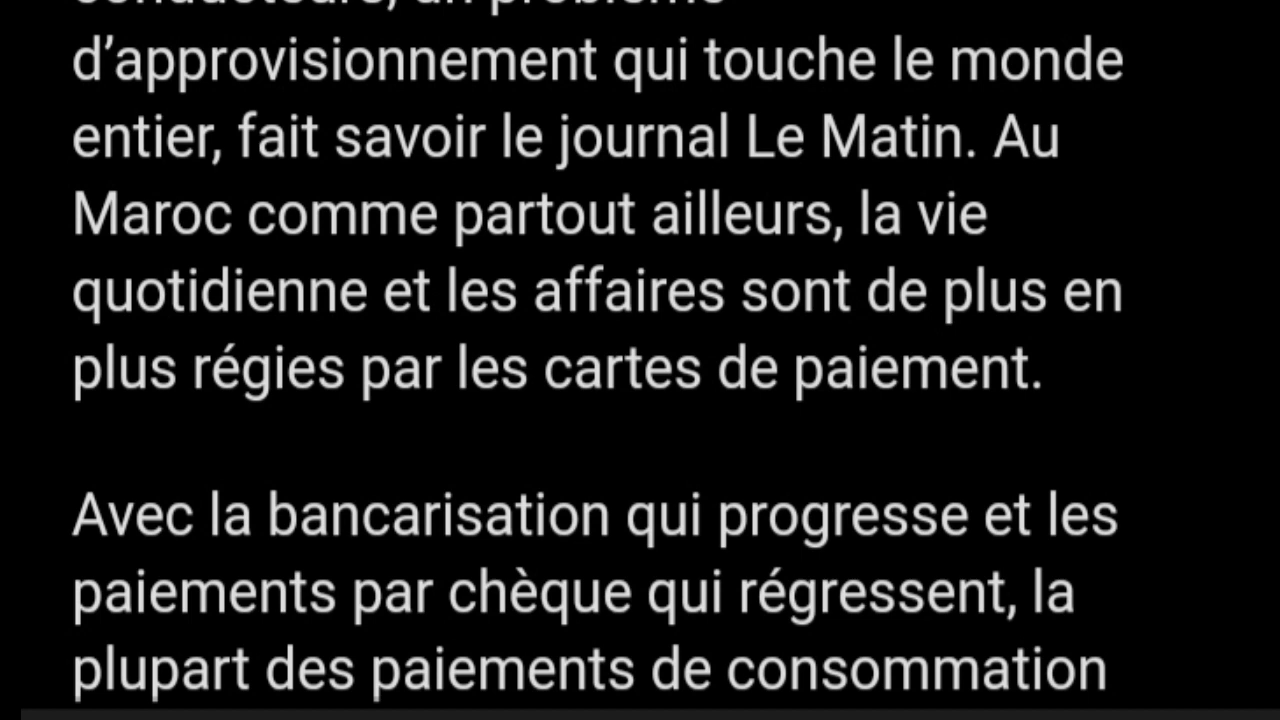 d’approvisionnement qui touche le monde
entier, fait savoir le journal Le Matin. Au
Maroc comme partout ailleurs, la vie
quotidienne et les affaires sont de plus en
plus régies par les cartes de paiement.
Avec la bancarisation qui progresse et les
paiements par chèque qui régressent, la
plupart des paiements de consommation